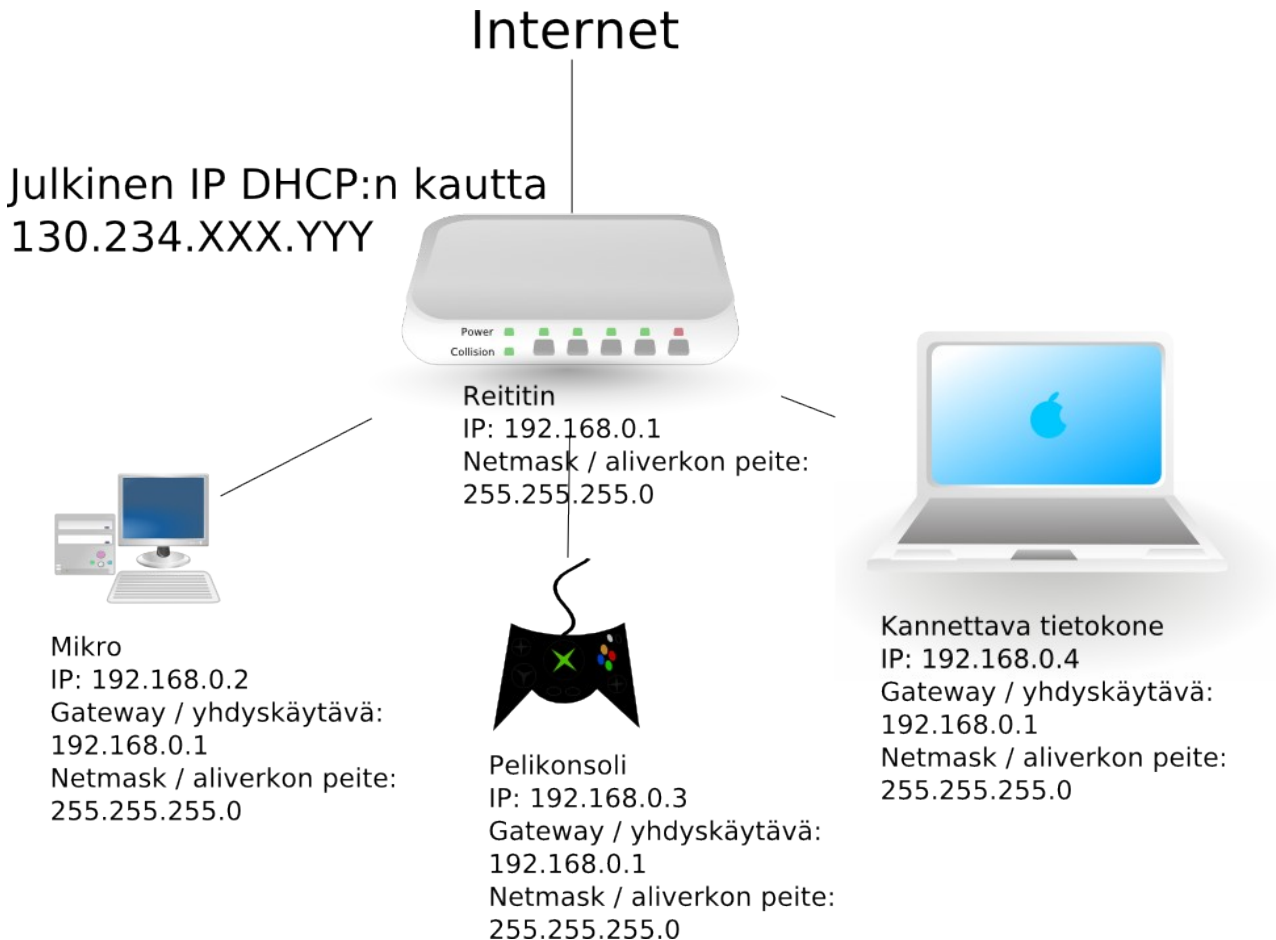 Internet
Julkinen IP DHCP:n kautta
130.234.XXX.YYY
Power
Collision
Reititin
IP: 192.168.0.1
Netmask / aliverkon peite:
255.255.255.0
Mikro
IP: 192.168.0.2
Gateway / yhdyskäytävä:
192.168.0.1
Netmask / aliverkon peite:
255.255.255.0
Pelikonsoli
IP: 192.168.0.3
Gateway / yhdyskäytävä:
192.168.0.1
Netmask / aliverkon peite:
255.255.255.0
Kannettava tietokone
IP: 192.168.0.4
Gateway / yhdyskäytävä:
192.168.0.1
Netmask / aliverkon peite:
255.255.255.0